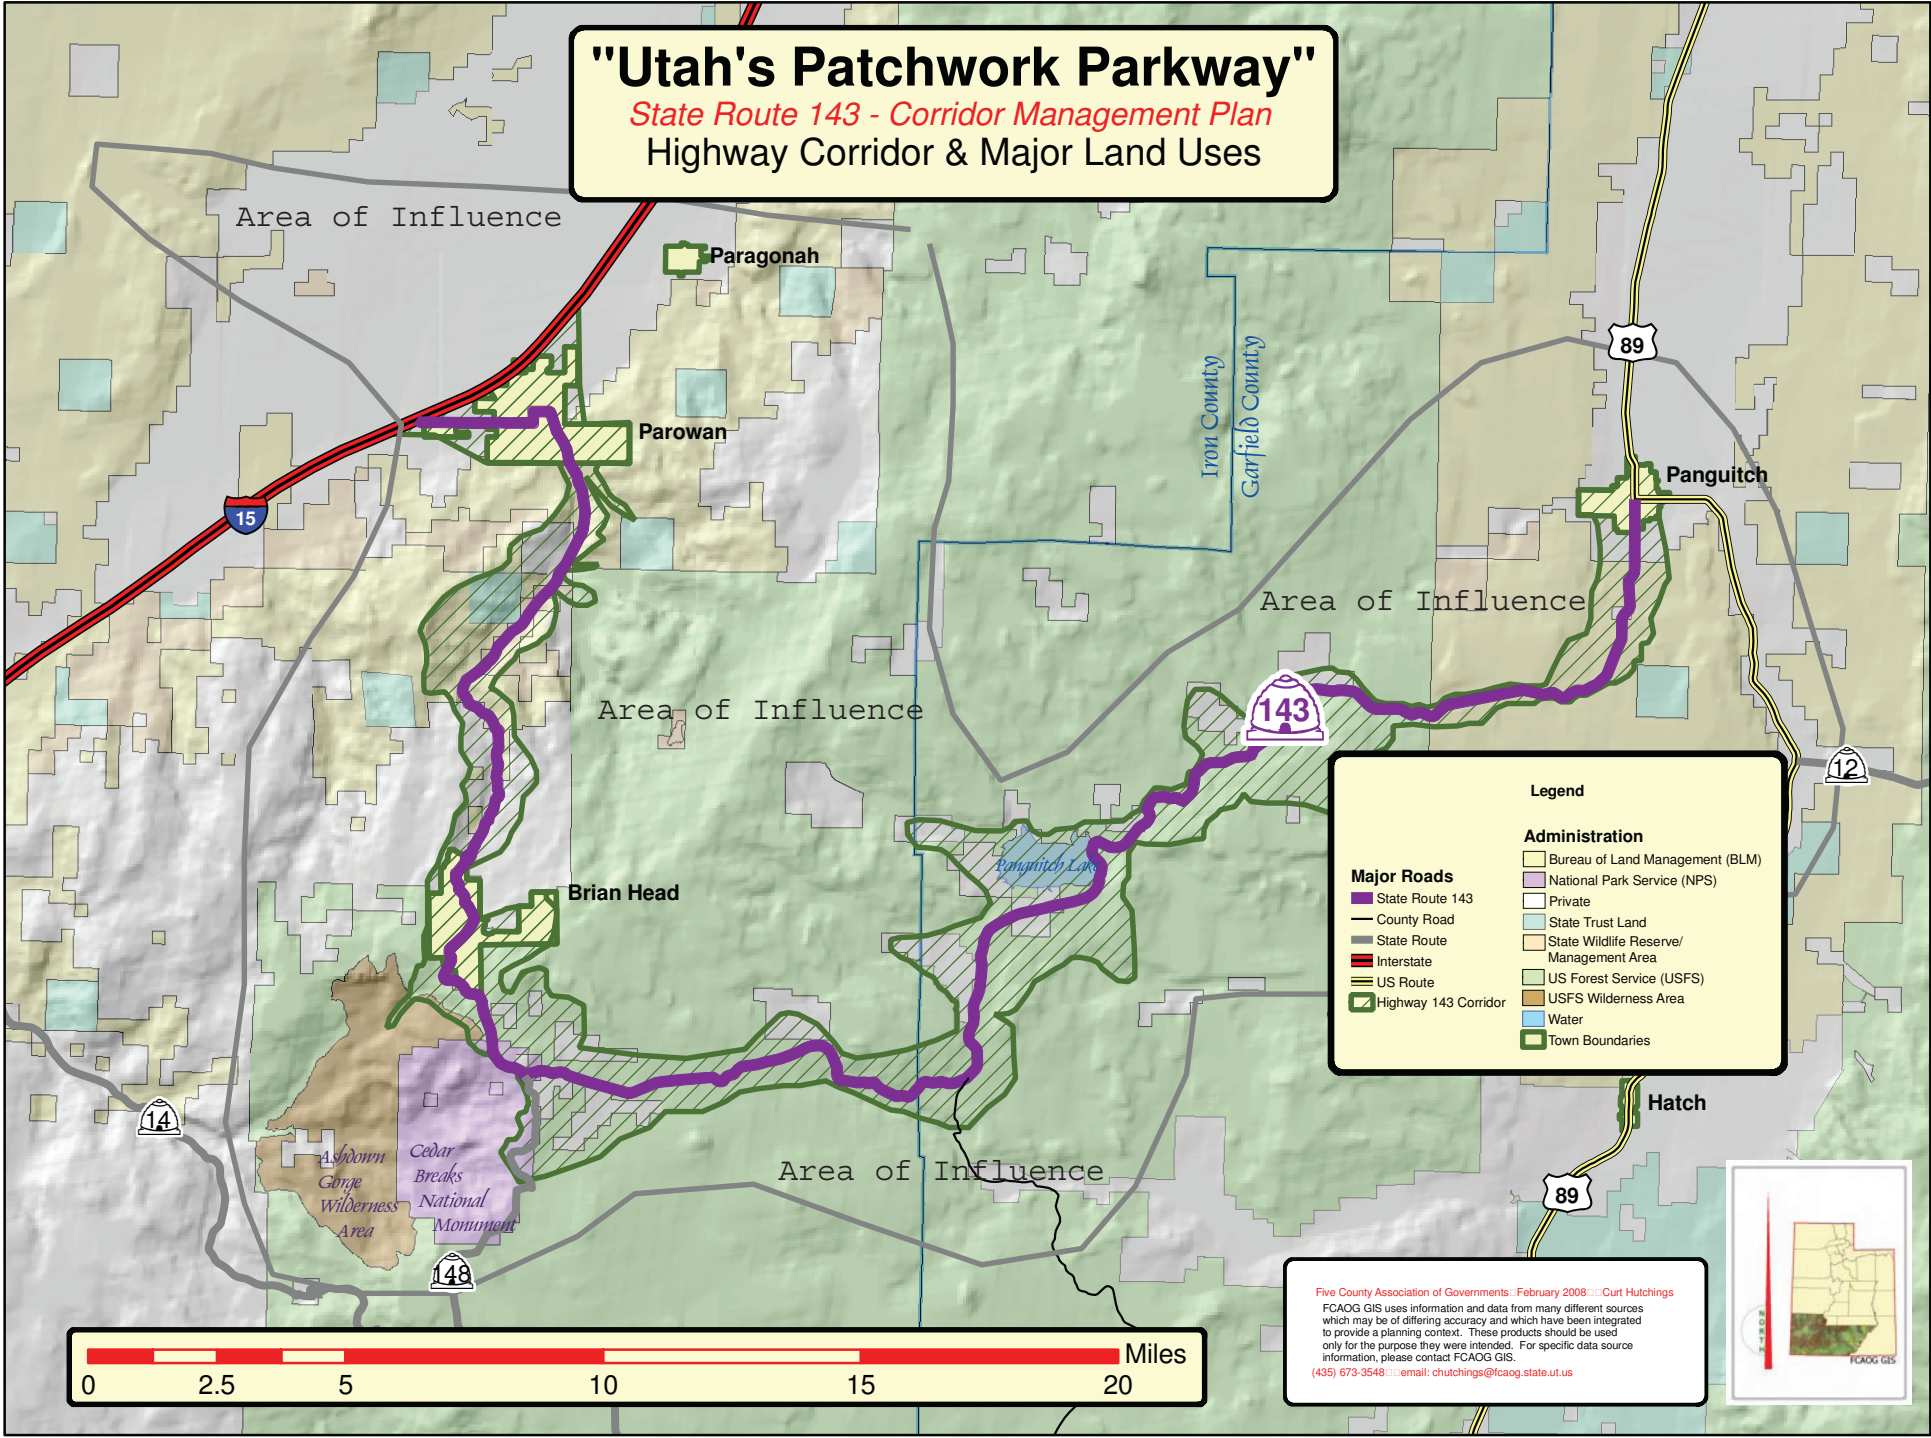 "Utah's Patchwork Parkway"
State Route 143 - Corridor Management Plan
Highway Corridor & Major Land Uses
Area of Influence
Paragonah
89
Iron County
Garfield County
Parowan
Panguitch
15
Area of Influence
Area of Influence
143
12
Panguitch Lake
Brian Head
Legend
Major Roads
State Route 143
County Road
State Route
Interstate
US Route
Highway 143 Corridor
Administration
Bureau of Land Management (BLM)
National Park Service (NPS)
Private
State Trust Land
State Wildlife Reserve/
Management Area
US Forest Service (USFS)
USFS Wilderness Area
Water
Town Boundaries
Hatch
14
Ashdown
Gorge
Wilderness
Area
Cedar
Breaks
National
Monument
Area of Influence
89
148
Miles
0 2.5 5 10 15 20
Five County Association of Governments February 2008 Curt Hutchings
FCAOG GIS uses information and data from many different sources
which may be of differing accuracy and which have been integrated
to provide a planning context. These products should be used
only for the purpose they were intended. For specific data source
information, please contact FCAOG GIS.
(435) 673-3548 email: chutchings@fcaog.state.ut.us
NORTH
FCAOG GIS